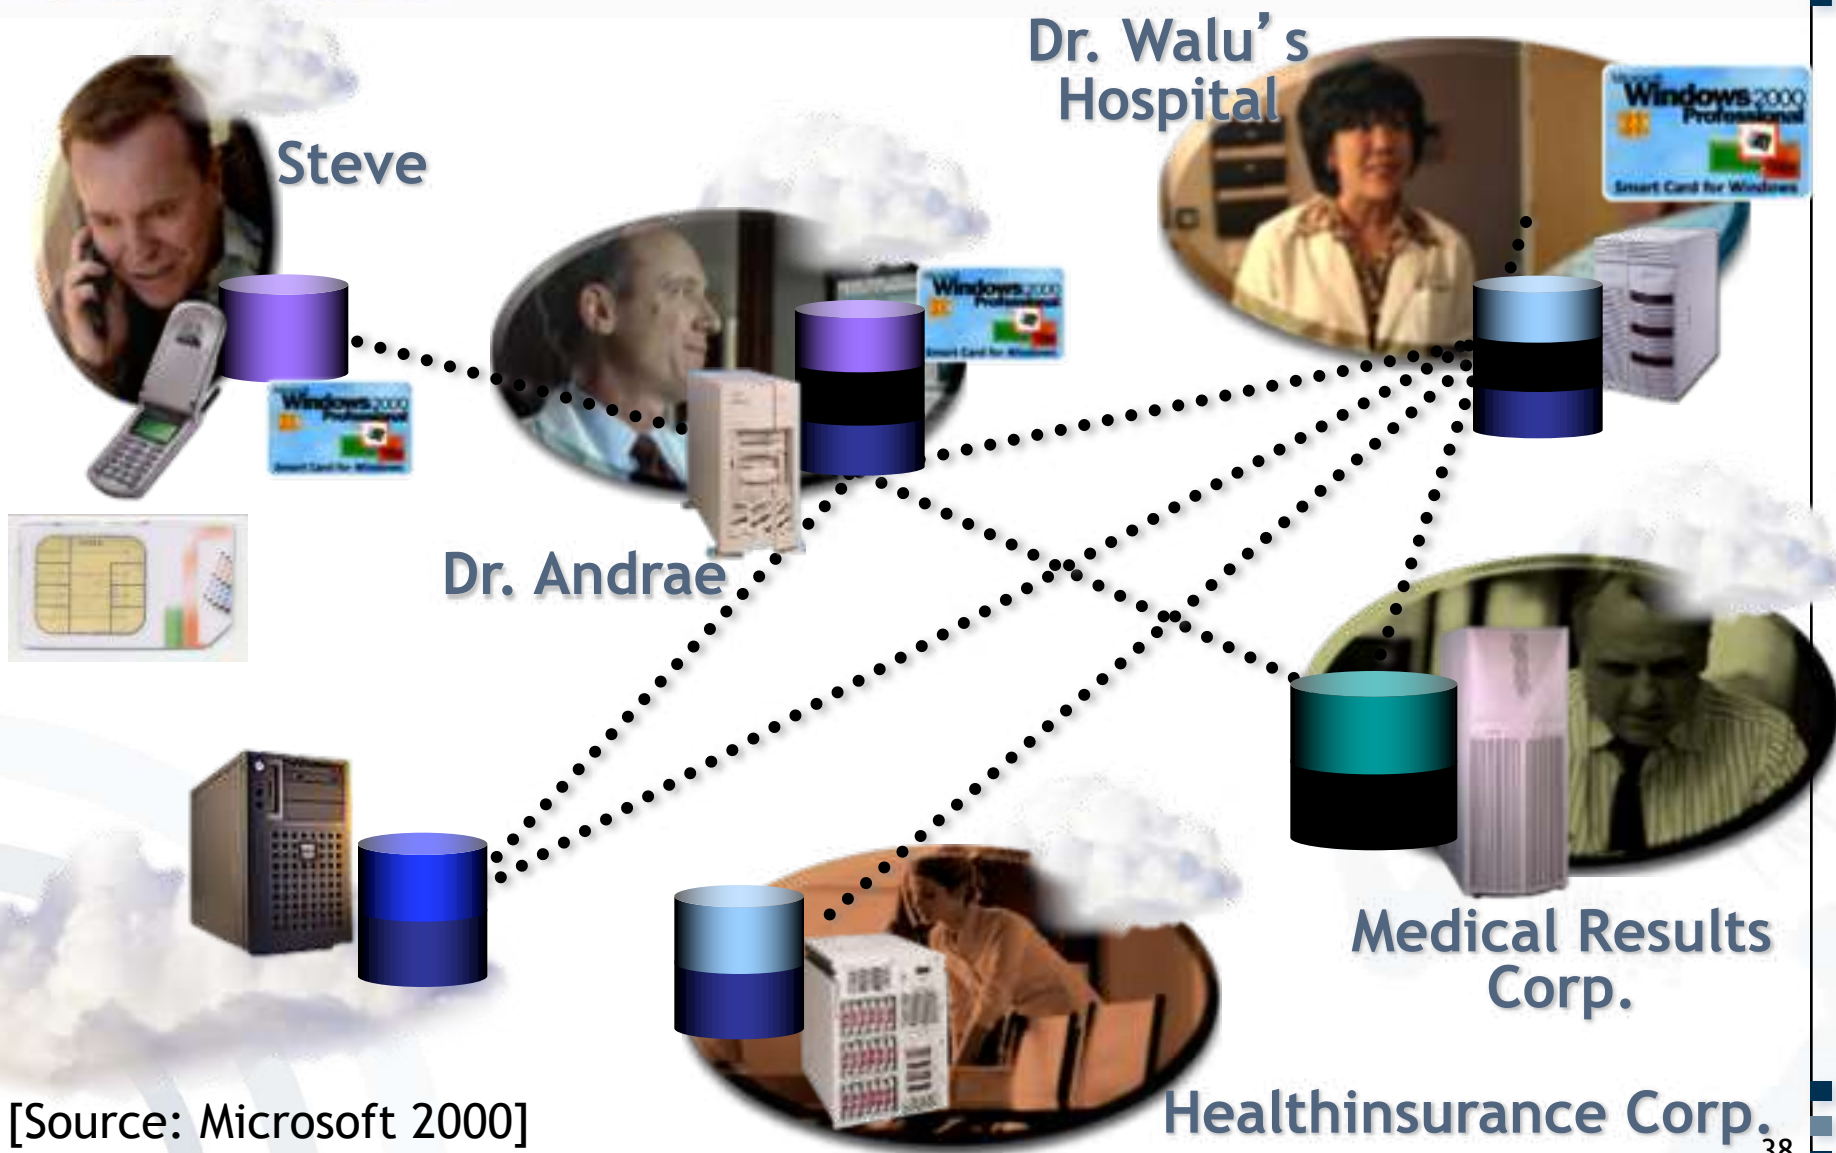 Dr. Walu's
Hospital
Windows 2000
Professional
Smart Card for Windows
Steve
Windows 2000
Professional
Smart Card for Windows
Windows 2000
Professional
Smart Card for Windows
Dr. Andrae
Medical Results
Corp.
Healthinsurance Corp.
[Source: Microsoft 2000]
38